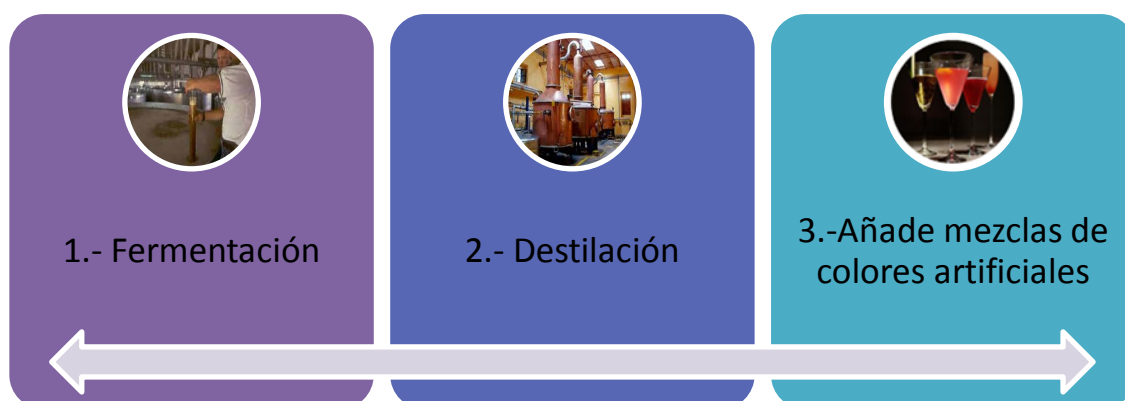 1.- Fermentación
2.- Destilación
3.-Añade mezclas de
colores artificiales